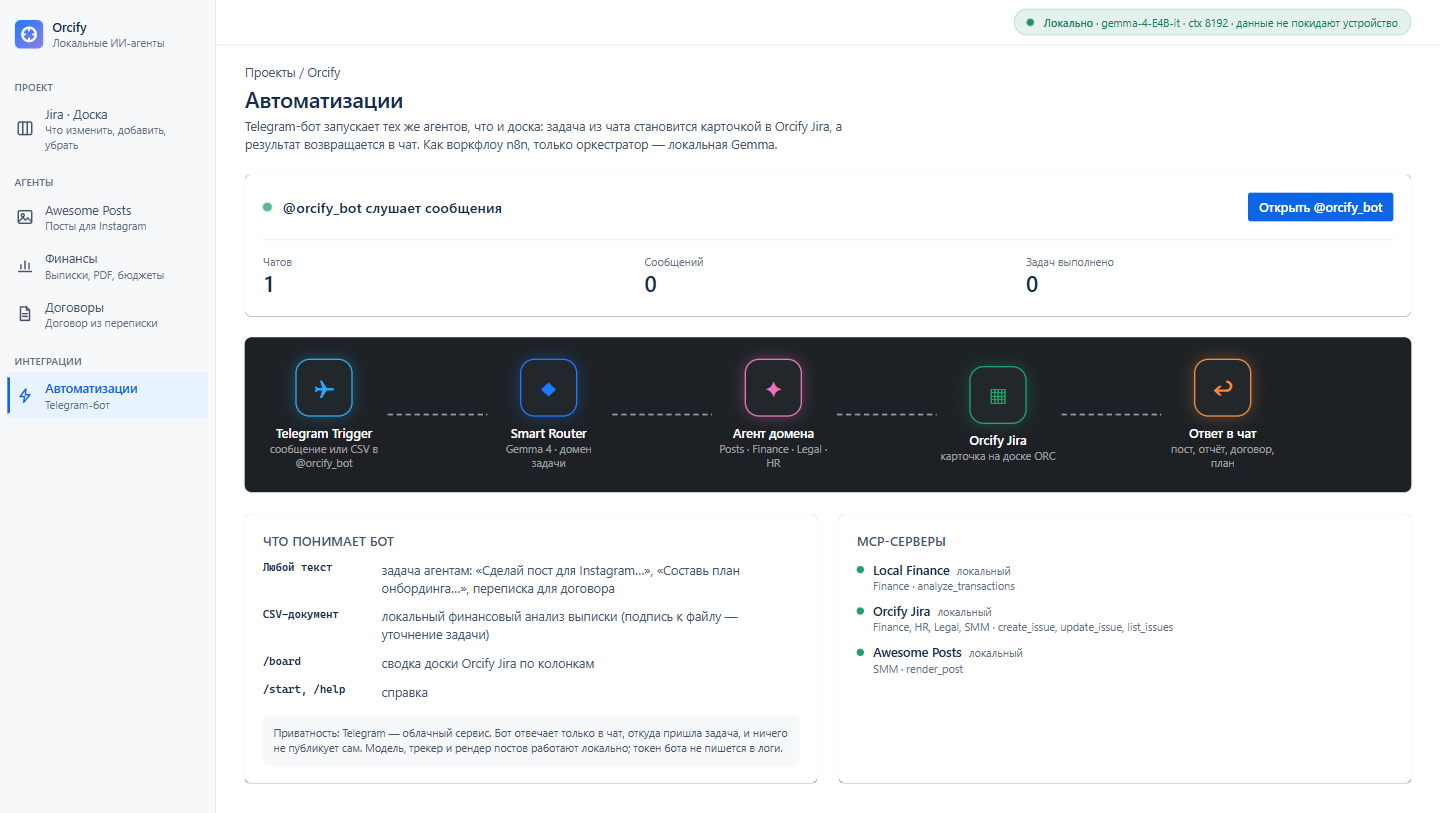 Orcify
Локальные ИИ-агенты
ПРОЕКТ
Jira · Доска
Что изменить, добавить,
убрать
АГЕНТЫ
Awesome Posts
Посты для Instagram
Финансы
Выписки, PDF, бюджеты
Договоры
Договор из переписки
ИНТЕГРАЦИИ
Автоматизации
Telegram-бот
Локально · gemma-4-E4B-it · ctx 8192 · данные не покидают устройство
Проекты / Orcify
Автоматизации
Telegram-бот запускает тех же агентов, что и доска: задача из чата становится карточкой в Orcify Jira, а
результат возвращается в чат. Как воркфлоу n8n, только оркестратор — локальная Gemma.
@orcify_bot слушает сообщения
Открыть @orcify_bot
Чатов
1
Сообщений
0
Задач выполнено
0
Telegram Trigger
сообщение или CSV в
@orcify_bot
Smart Router
Gemma 4 · домен
задачи
Агент домена
Posts · Finance · Legal ·
HR
Orcify Jira
карточка на доске ORC
Ответ в чат
пост, отчёт, договор,
план
ЧТО ПОНИМАЕТ БОТ
Любой текст
задача агентам: «Сделай пост для Instagram…», «Составь план
онбординга…», переписка для договора
CSV-документ
локальный финансовый анализ выписки (подпись к файлу —
уточнение задачи)
/board
сводка доски Orcify Jira по колонкам
/start, /help
справка
Приватность: Telegram — облачный сервис. Бот отвечает только в чат, откуда пришла задача, и ничего
не публикует сам. Модель, трекер и рендер постов работают локально; токен бота не пишется в логи.
MCP-СЕРВЕРЫ
Local Finance локальный
Finance · analyze_transactions
Orcify Jira локальный
Finance, HR, Legal, SMM · create_issue, update_issue, list_issues
Awesome Posts локальный
SMM · render_post